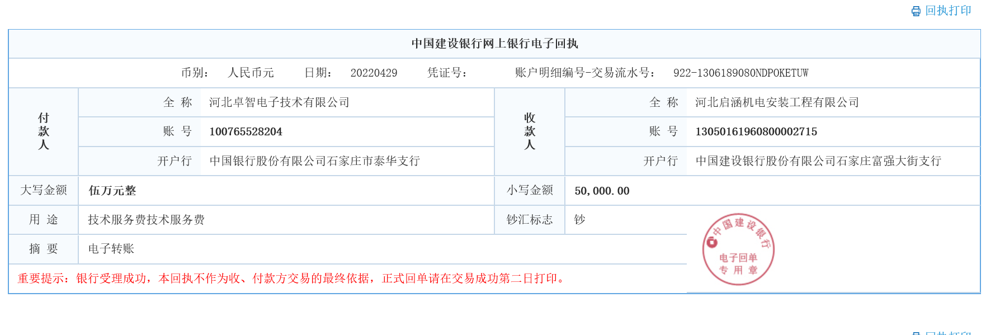 回执打印
中国建设银行网上银行电子回执
币别： 人民币元 日期： 20220429 凭证号： 账户明细编号-交易流水号： 922-1306189080NDPOKETUW
付款人
全 称 河北卓智电子技术有限公司
账 号 100765528204
开户行 中国银行股份有限公司石家庄市泰华支行
收款人
全 称 河北启涵机电安装工程有限公司
账 号 13050161960800002715
开户行 中国建设银行股份有限公司石家庄富强大街支行
大写金额 伍万元整 小写金额 50,000.00
用 途 技术服务费技术服务费 钞汇标志 钞
摘 要 电子转账
中国建设银行
电子回单
专用章
重要提示：银行受理成功，本回执不作为收、付款方交易的最终依据，正式回单请在交易成功第二日打印。
回执打印